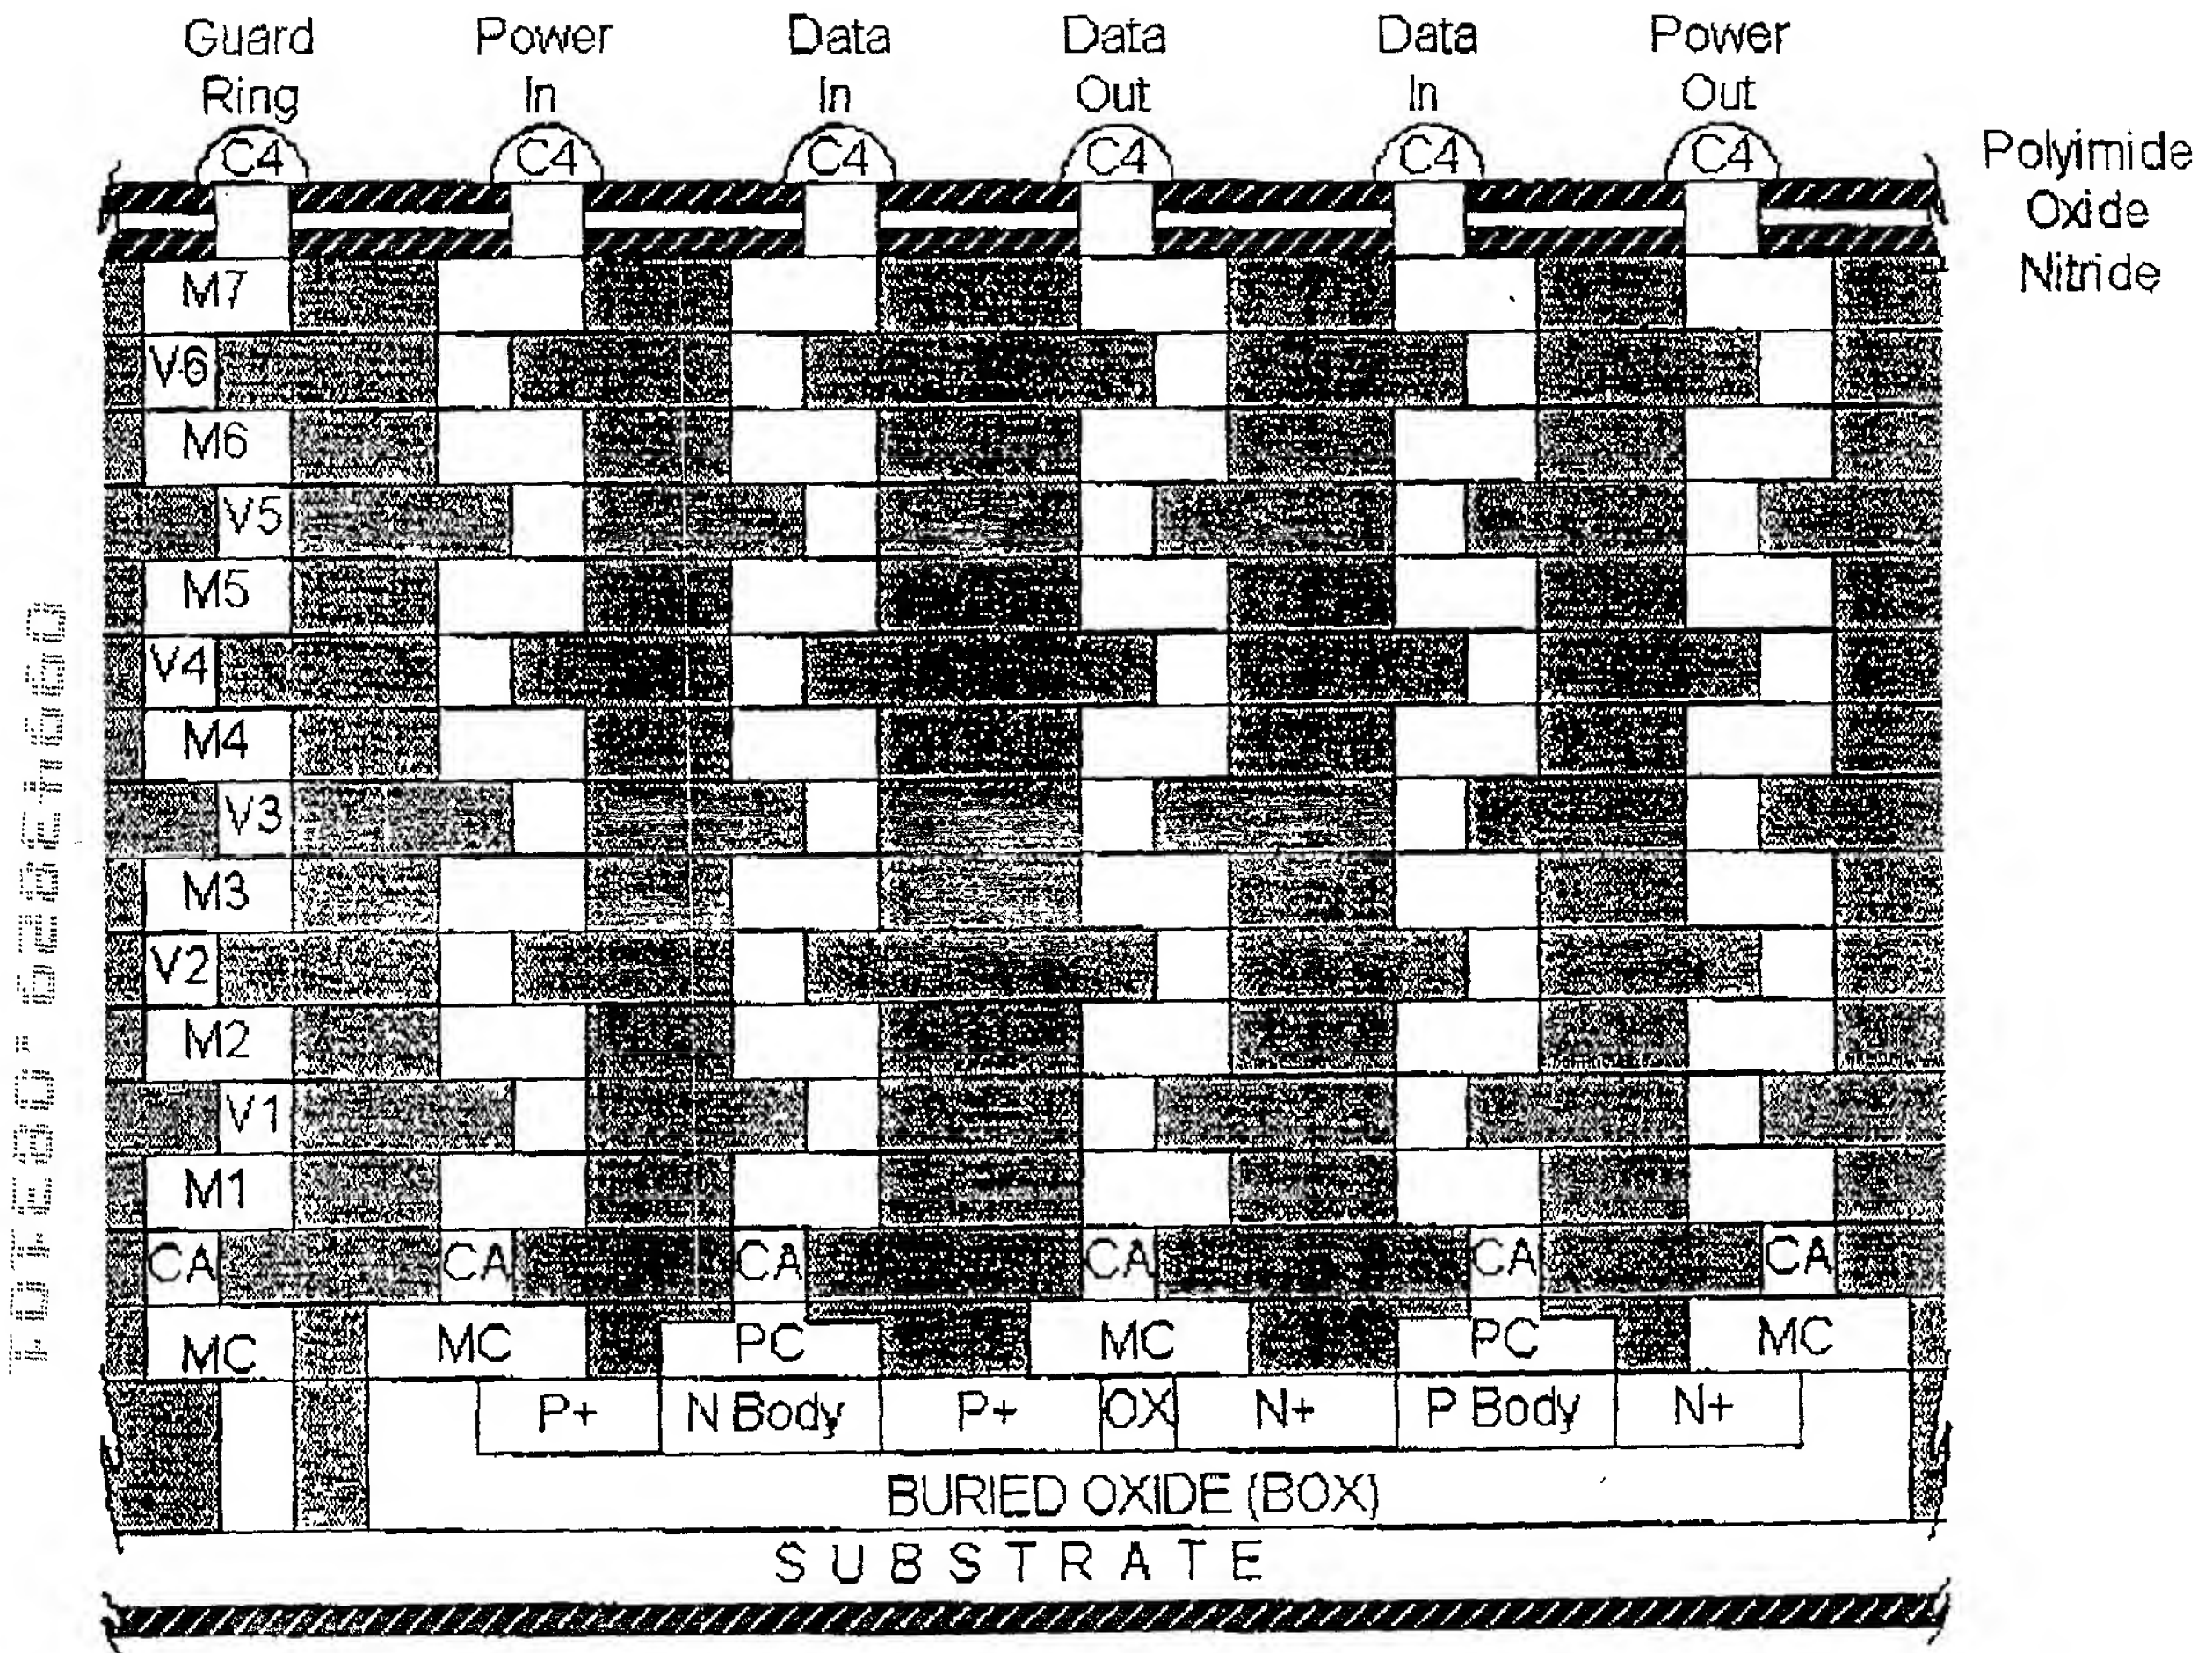 Guard Power Data Data Data Power
Ring In In Out In Out
C4 C4 C4 C4 C4 C4
Polyimide
Oxide
Nitride
M7
V6
M6
V5
M5
V4
M4
V3
M3
V2
M2
V1
M1
CA CA CA CA CA CA
MC MC PC MC PC MC
P+ N Body P+ OX N+ P Body N+
BURIED OXIDE (BOX)
SUBSTRATE